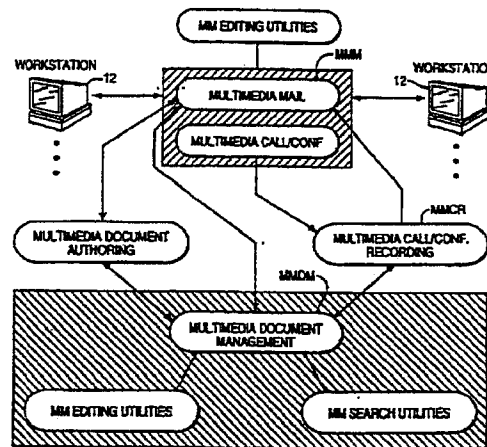 MM EDITING UTILITIES
MMM
WORKSTATION
12
WORKSTATION
12
MULTIMEDIA MAIL
MULTIMEDIA CALL/CONF
MMCR
MULTIMEDIA DOCUMENT
AUTHORING
MULTIMEDIA CALL/CONF.
RECORDING
MMDM
MULTIMEDIA DOCUMENT
MANAGEMENT
MM EDITING UTILITIES
MM SEARCH UTILITIES